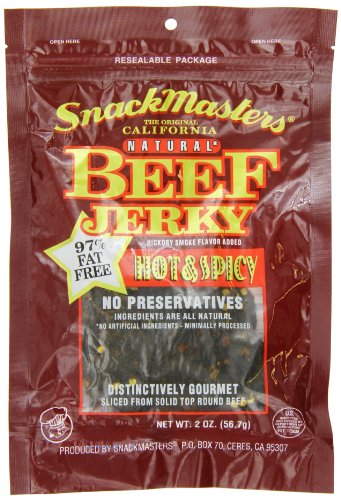 OPEN HERE OPEN HERE
RESEALABLE PACKAGE
SnackMasters®
THE ORIGINAL
CALIFORNIA
NATURAL*
BEEF
JERKY
HICKORY SMOKE FLAVOR ADDED
97%
FAT
FREE
HOT & SPICY
NO PRESERVATIVES
INGREDIENTS ARE ALL NATURAL
*NO ARTIFICIAL INGREDIENTS - MINIMALLY PROCESSED
DISTINCTIVELY GOURMET
SLICED FROM SOLID TOP ROUND BEEF
NET WT. 2 OZ. (56.7g)
U.S.
PRODUCED BY SNACKMASTERS® P.O. BOX 70, CERES, CA 95307